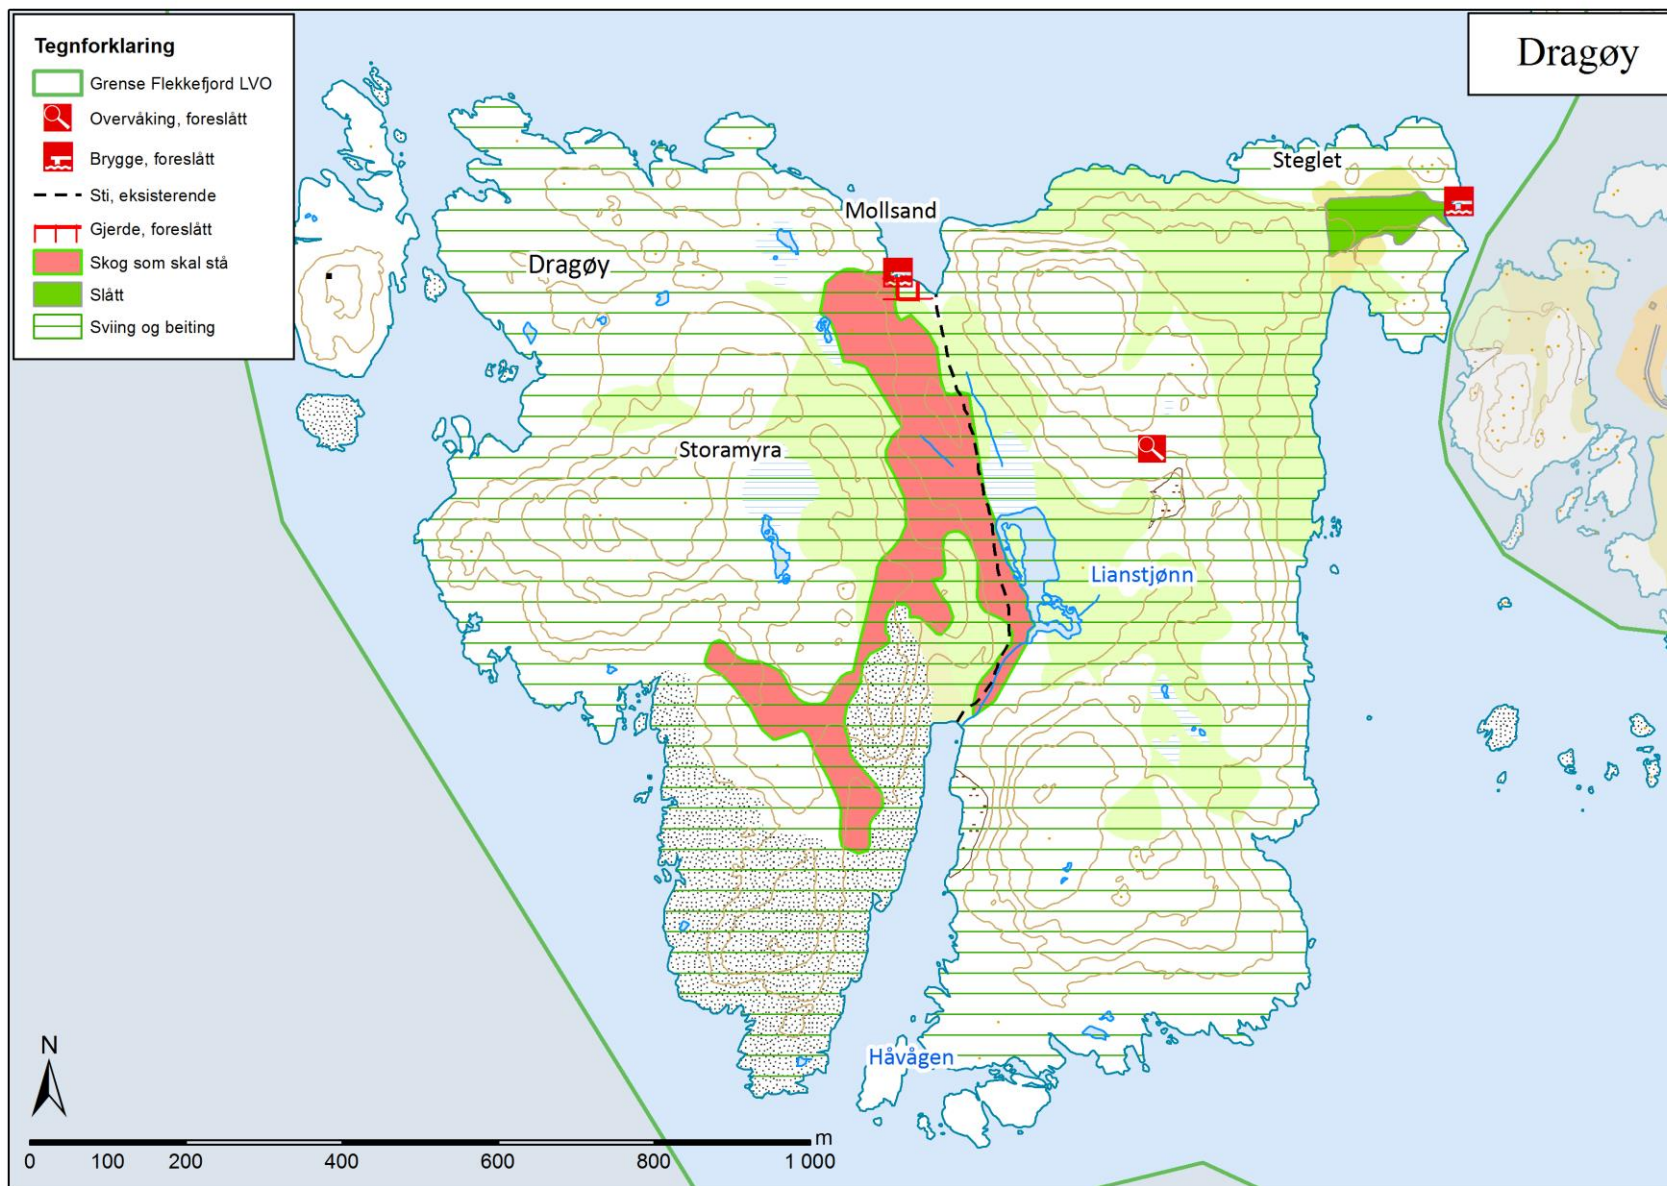 Tegnforklaring
Grense Flekkefjord LVO
Overvåking, foreslått
Brygge, foreslått
Sti, eksisterende
Gjerde, foreslått
Skog som skal stå
Slått
Sviing og beiting
Dragøy
Steglet
Mollsand
Dragøy
Storamyra
Lianstjønn
Håvågen
N
m
0 100 200 400 600 800 1 000